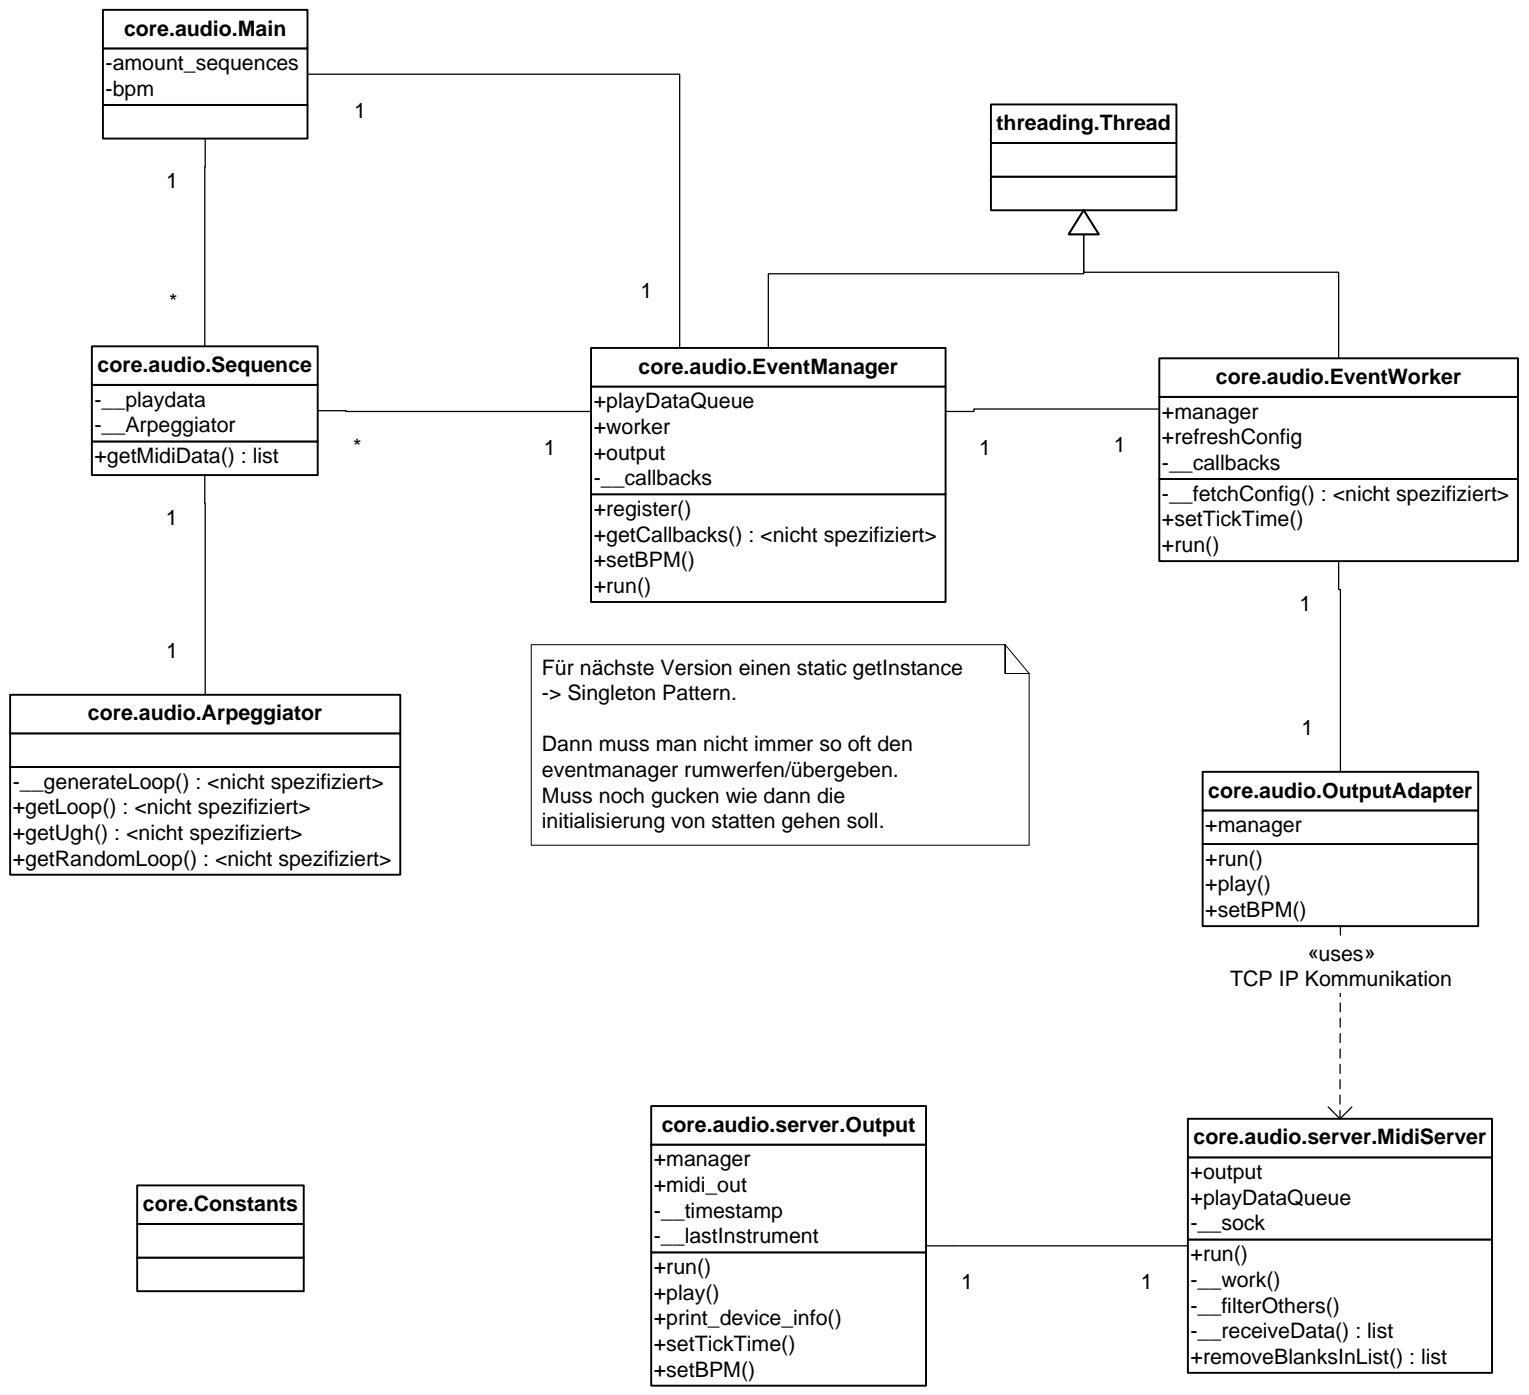 core.audio.Main
-amount_sequences
-bpm
1
1
threading.Thread
1
*
1
core.audio.Sequence
-__playdata
-__Arpeggiator
+getMidiData() : list
*
1
core.audio.EventManager
+playDataQueue
+worker
+output
-__callbacks
+register()
+getCallbacks() : <nicht spezifiziert>
+setBPM()
+run()
1
1
core.audio.EventWorker
+manager
+refreshConfig
-__callbacks
-__fetchConfig() : <nicht spezifiziert>
+setTickTime()
+run()
1
1
core.audio.Arpeggiator
-__generateLoop() : <nicht spezifiziert>
+getLoop() : <nicht spezifiziert>
+getUgh() : <nicht spezifiziert>
+getRandomLoop() : <nicht spezifiziert>
Für nächste Version einen static getInstance
-> Singleton Pattern.
Dann muss man nicht immer so oft den
eventmanager rumwerfen/übergeben.
Muss noch gucken wie dann die
initialisierung von statten gehen soll.
1
1
core.audio.OutputAdapter
+manager
+run()
+play()
+setBPM()
«uses»
TCP IP Kommunikation
core.Constants
core.audio.server.Output
+manager
+midi_out
-__timestamp
-__lastInstrument
+run()
+play()
+print_device_info()
+setTickTime()
+setBPM()
1
1
core.audio.server.MidiServer
+output
+playDataQueue
-__sock
+run()
-__work()
-__filterOthers()
-__receiveData() : list
+removeBlanksInList() : list